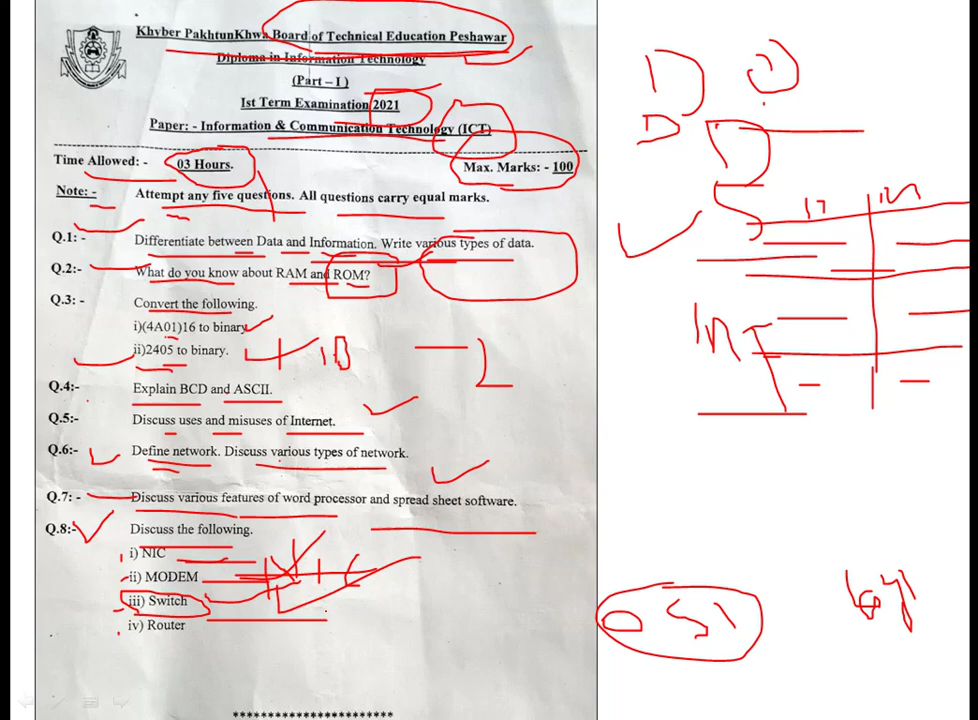 Khyber PakhtunKhwa Board of Technical Education Peshawar
Diploma in Information Technology
(Part – I)
Ist Term Examination 2021
Paper: - Information & Communication Technology (ICT)
Time Allowed: - 03 Hours. Max. Marks: - 100
Note: - Attempt any five questions. All questions carry equal marks.
Q.1: - Differentiate between Data and Information. Write various types of data.
Q.2:- What do you know about RAM and ROM?
Q.3: - Convert the following.
i)(4A01)16 to binary
ii)2405 to binary.
Q.4:- Explain BCD and ASCII.
Q.5:- Discuss uses and misuses of Internet.
Q.6:- Define network. Discuss various types of network.
Q.7: - Discuss various features of word processor and spread sheet software.
Q.8:- Discuss the following.
i) NIC
ii) MODEM
iii) Switch
iv) Router
***********************
10
2
D
D
OSI